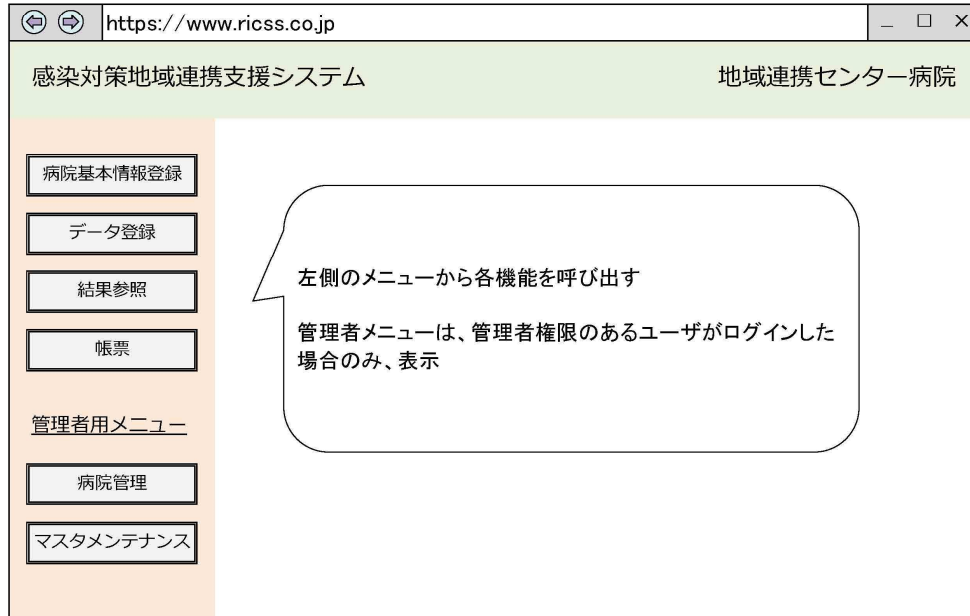 https://www.ricss.co.jp
感染対策地域連携支援システム
地域連携センター病院
病院基本情報登録
データ登録
結果参照
帳票
管理者用メニュー
病院管理
マスタメンテナンス
左側のメニューから各機能を呼び出す
管理者メニューは、管理者権限のあるユーザがログインした
場合のみ、表示